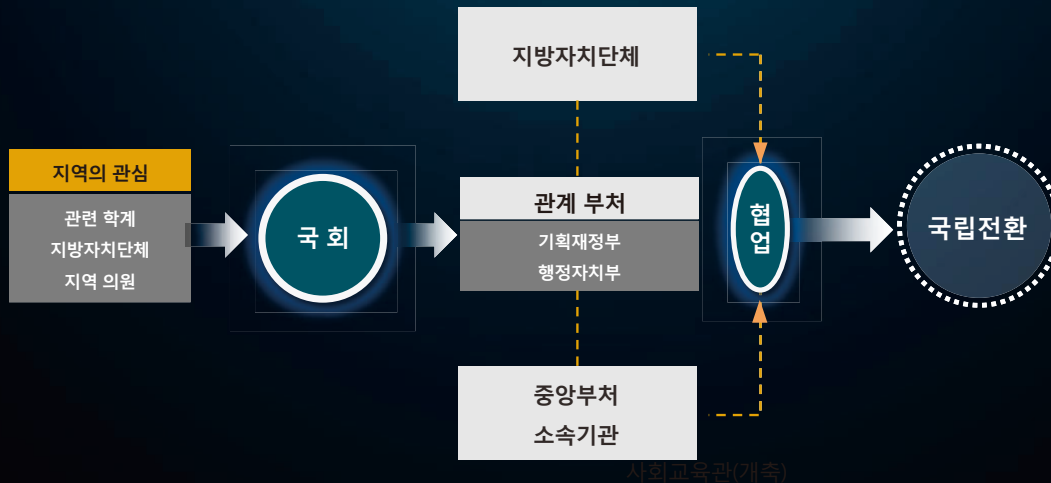 지방자치단체
지역의 관심
관련 학계
지방자치단체
지역 의원
국 회
관계 부처
기획재정부
행정자치부
협
업
국립전환
중앙부처
소속기관
사회교육관(개축)